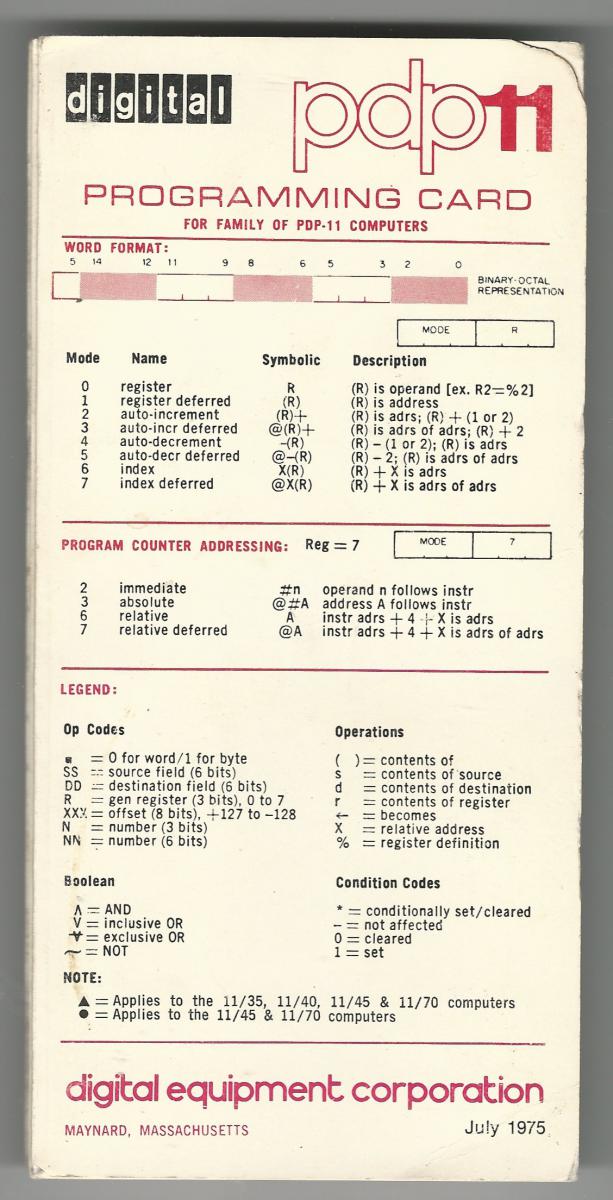 digital pdp11
PROGRAMMING CARD
FOR FAMILY OF PDP-11 COMPUTERS
WORD FORMAT:
5 14 12 11 9 8 6 5 3 2 0
BINARY-OCTAL
REPRESENTATION
MODE R
Mode Name Symbolic Description
0 register R (R) is operand [ex. R2=%2]
1 register deferred (R) (R) is address
2 auto-increment (R)+ (R) is adrs; (R) + (1 or 2)
3 auto-incr deferred @(R)+ (R) is adrs of adrs; (R) + 2
4 auto-decrement -(R) (R) - (1 or 2); (R) is adrs
5 auto-decr deferred @-(R) (R) - 2; (R) is adrs of adrs
6 index X(R) (R) + X is adrs
7 index deferred @X(R) (R) + X is adrs of adrs
PROGRAM COUNTER ADDRESSING: Reg = 7 MODE 7
2 immediate #n operand n follows instr
3 absolute @#A address A follows instr
6 relative A instr adrs + 4 + X is adrs
7 relative deferred @A instr adrs + 4 + X is adrs of adrs
LEGEND:
Op Codes
■ = 0 for word/1 for byte
SS = source field (6 bits)
DD = destination field (6 bits)
R = gen register (3 bits), 0 to 7
XXX = offset (8 bits), +127 to -128
N = number (3 bits)
NN = number (6 bits)
Operations
( ) = contents of
s = contents of source
d = contents of destination
r = contents of register
← = becomes
X = relative address
% = register definition
Boolean
∧ = AND
V = inclusive OR
⊻ = exclusive OR
~ = NOT
Condition Codes
* = conditionally set/cleared
- = not affected
0 = cleared
1 = set
NOTE:
▲ = Applies to the 11/35, 11/40, 11/45 & 11/70 computers
● = Applies to the 11/45 & 11/70 computers
digital equipment corporation
MAYNARD, MASSACHUSETTS July 1975